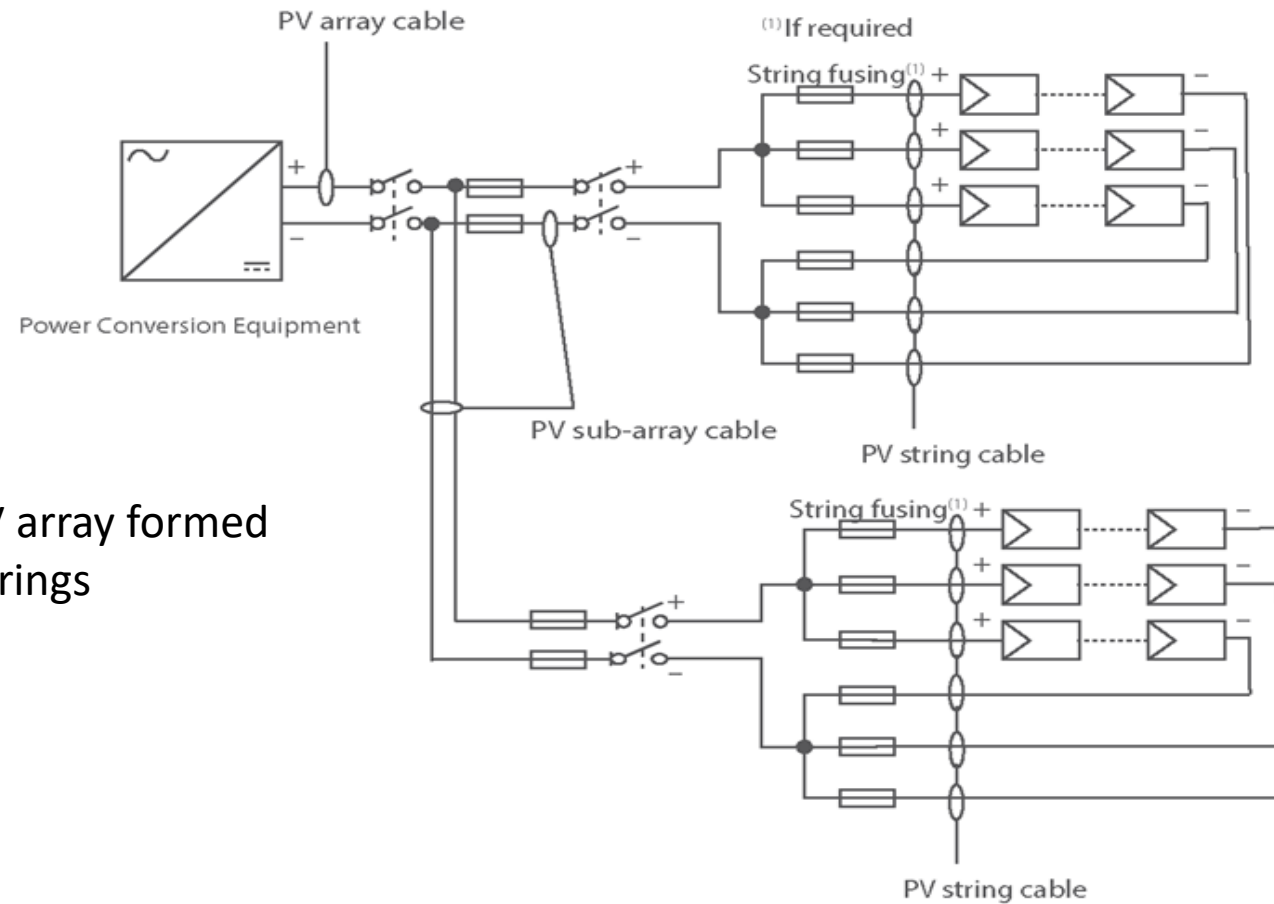 PV array cable
(1) If required
String fusing(1) +
−
+
−
+
−
+
−
+
−
Power Conversion Equipment
PV sub-array cable
PV string cable
array formed
rings
String fusing(1) +
−
+
−
+
−
+
−
PV string cable